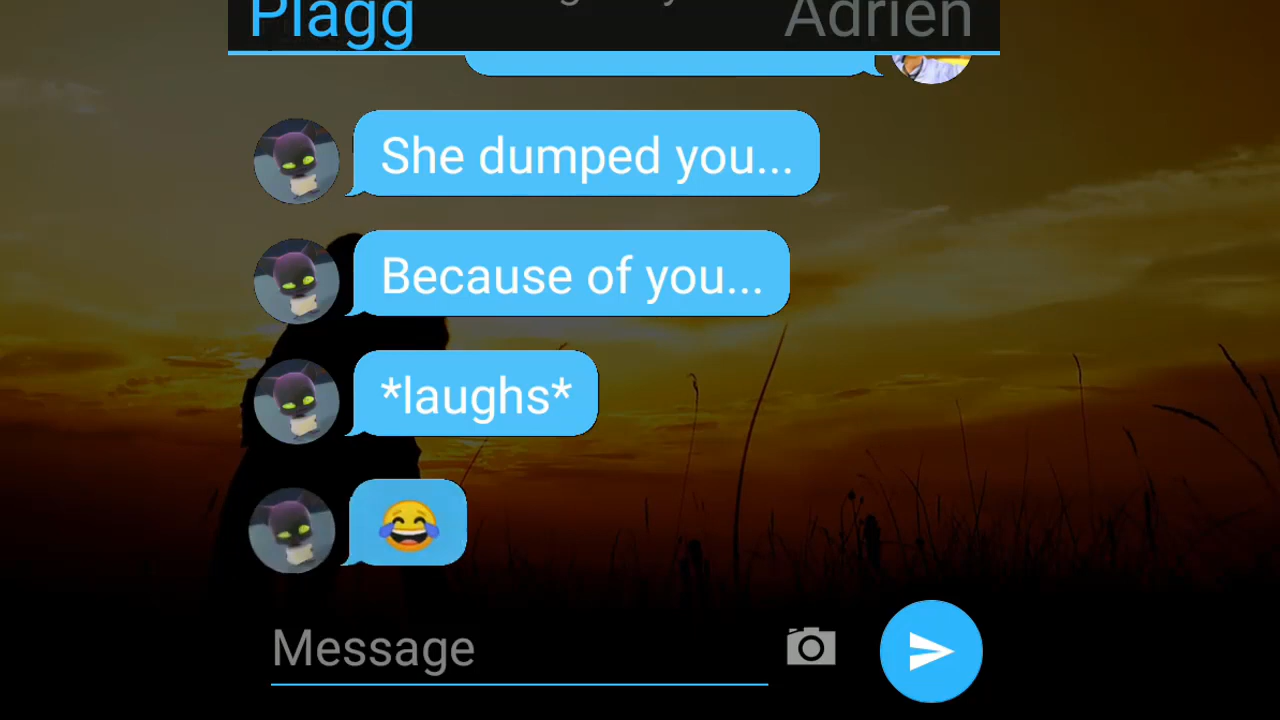 Plagg Adrien
She dumped you...
Because of you...
*laughs*
Message